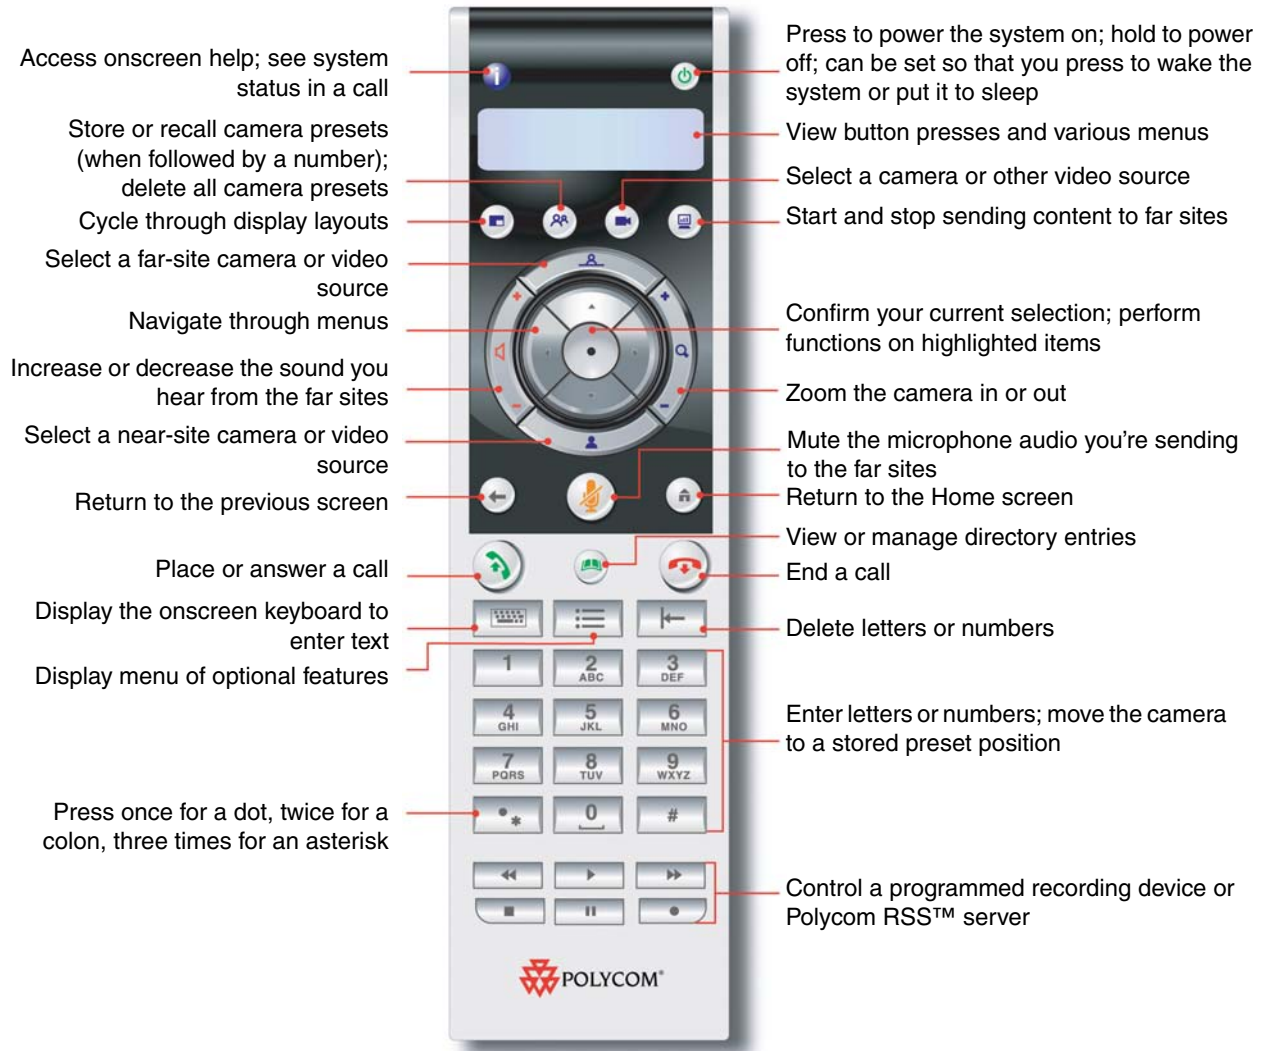 Access onscreen help; see system
status in a call
Store or recall camera presets
(when followed by a number);
delete all camera presets
Cycle through display layouts
Select a far-site camera or video
source
Navigate through menus
Increase or decrease the sound you
hear from the far sites
Select a near-site camera or video
source
Return to the previous screen
Place or answer a call
Display the onscreen keyboard to
enter text
Display menu of optional features
Press once for a dot, twice for a
colon, three times for an asterisk
Press to power the system on; hold to power
off; can be set so that you press to wake the
system or put it to sleep
View button presses and various menus
Select a camera or other video source
Start and stop sending content to far sites
Confirm your current selection; perform
functions on highlighted items
Zoom the camera in or out
Mute the microphone audio you’re sending
to the far sites
Return to the Home screen
View or manage directory entries
End a call
Delete letters or numbers
Enter letters or numbers; move the camera
to a stored preset position
Control a programmed recording device or
Polycom RSS™ server
i
+ +
- -
1 2 3
ABC DEF
4 5 6
GHI JKL MNO
7 8 9
PQRS TUV WXYZ
•* 0 #
POLYCOM®